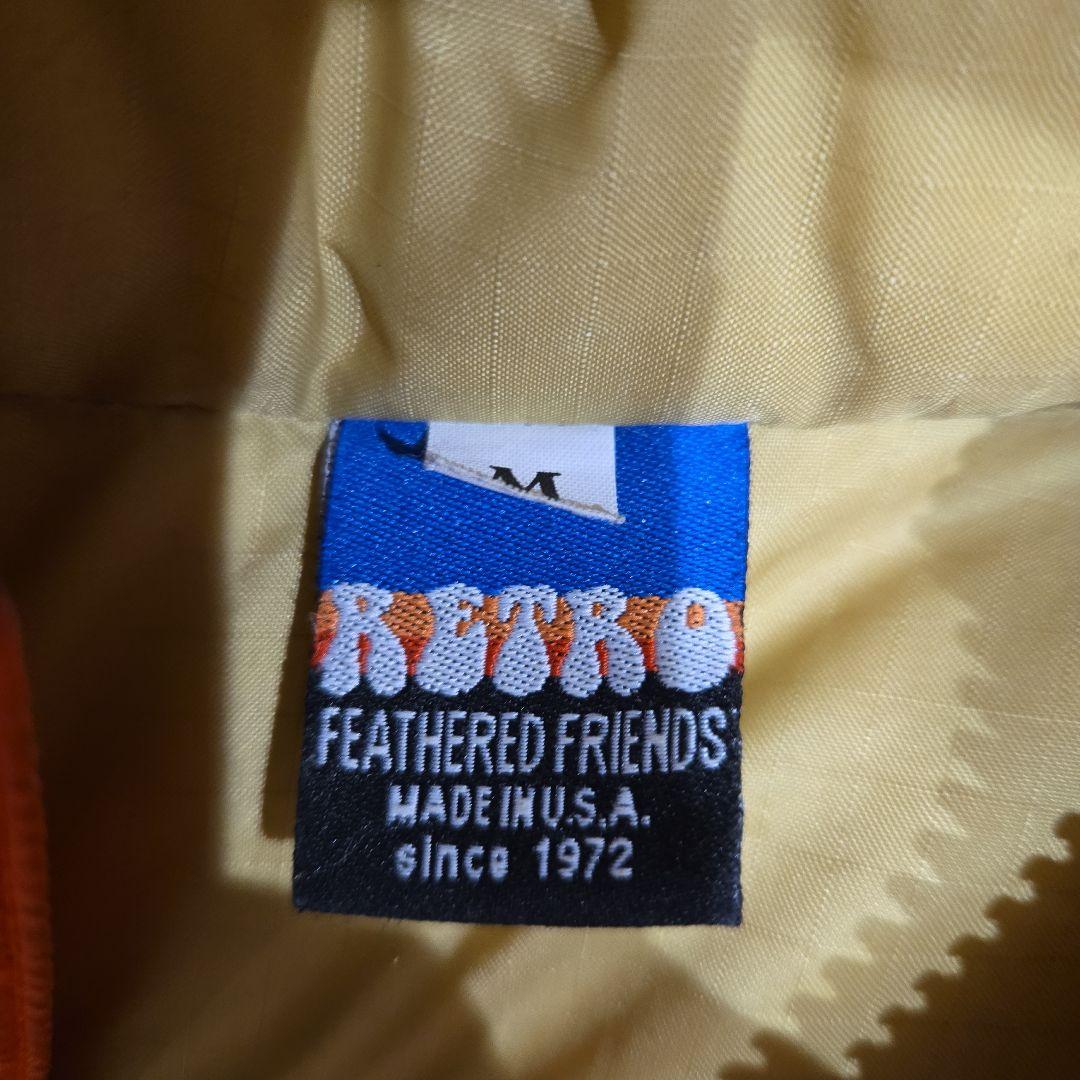 M
RETRO
FEATHERED FRIENDS
MADE IN U.S.A.
since 1972